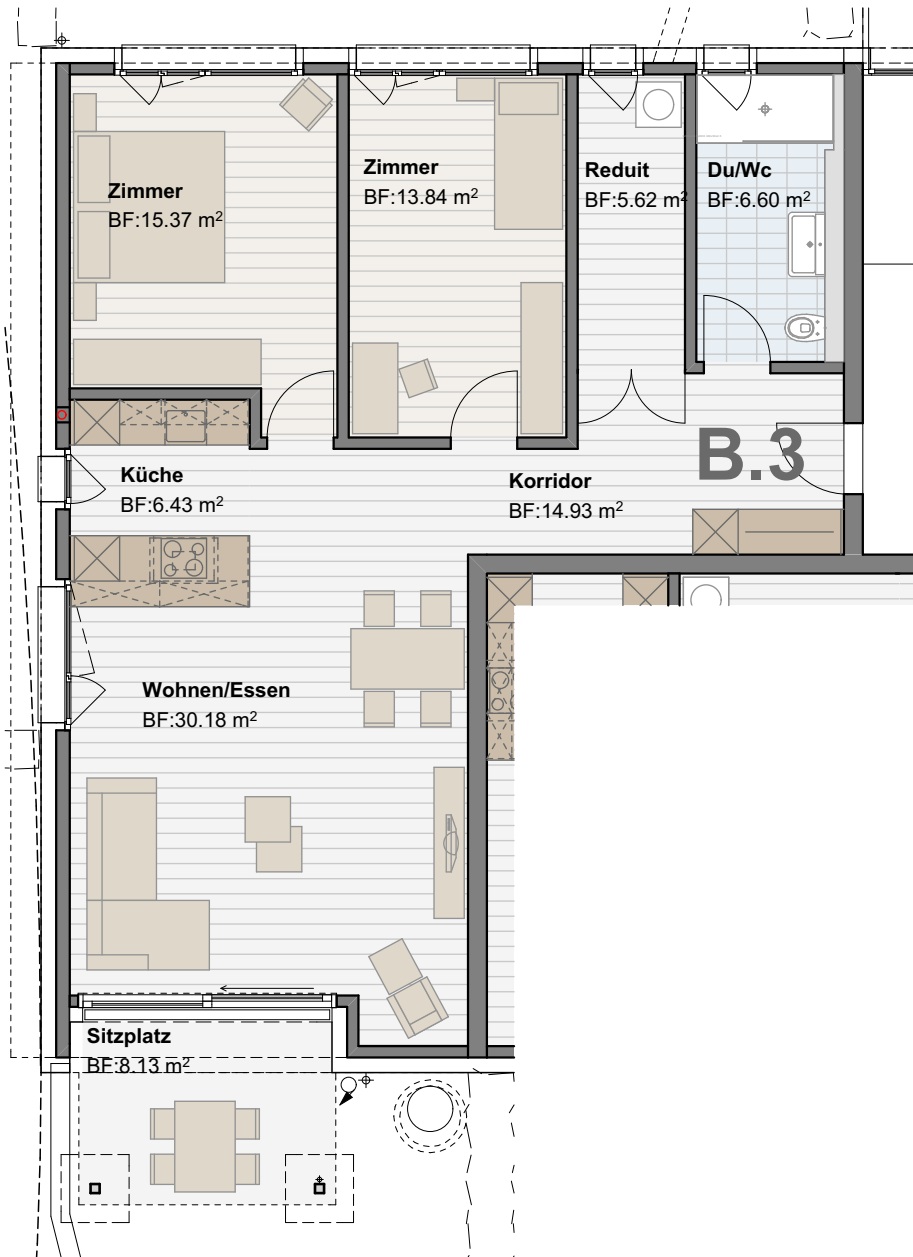 Zimmer
BF:15.37 m²
Zimmer
BF:13.84 m²
Reduit
BF:5.62 m²
Du/Wc
BF:6.60 m²
Küche
BF:6.43 m²
Korridor
BF:14.93 m²
B.3
Wohnen/Essen
BF:30.18 m²
Sitzplatz
BF:8.13 m²